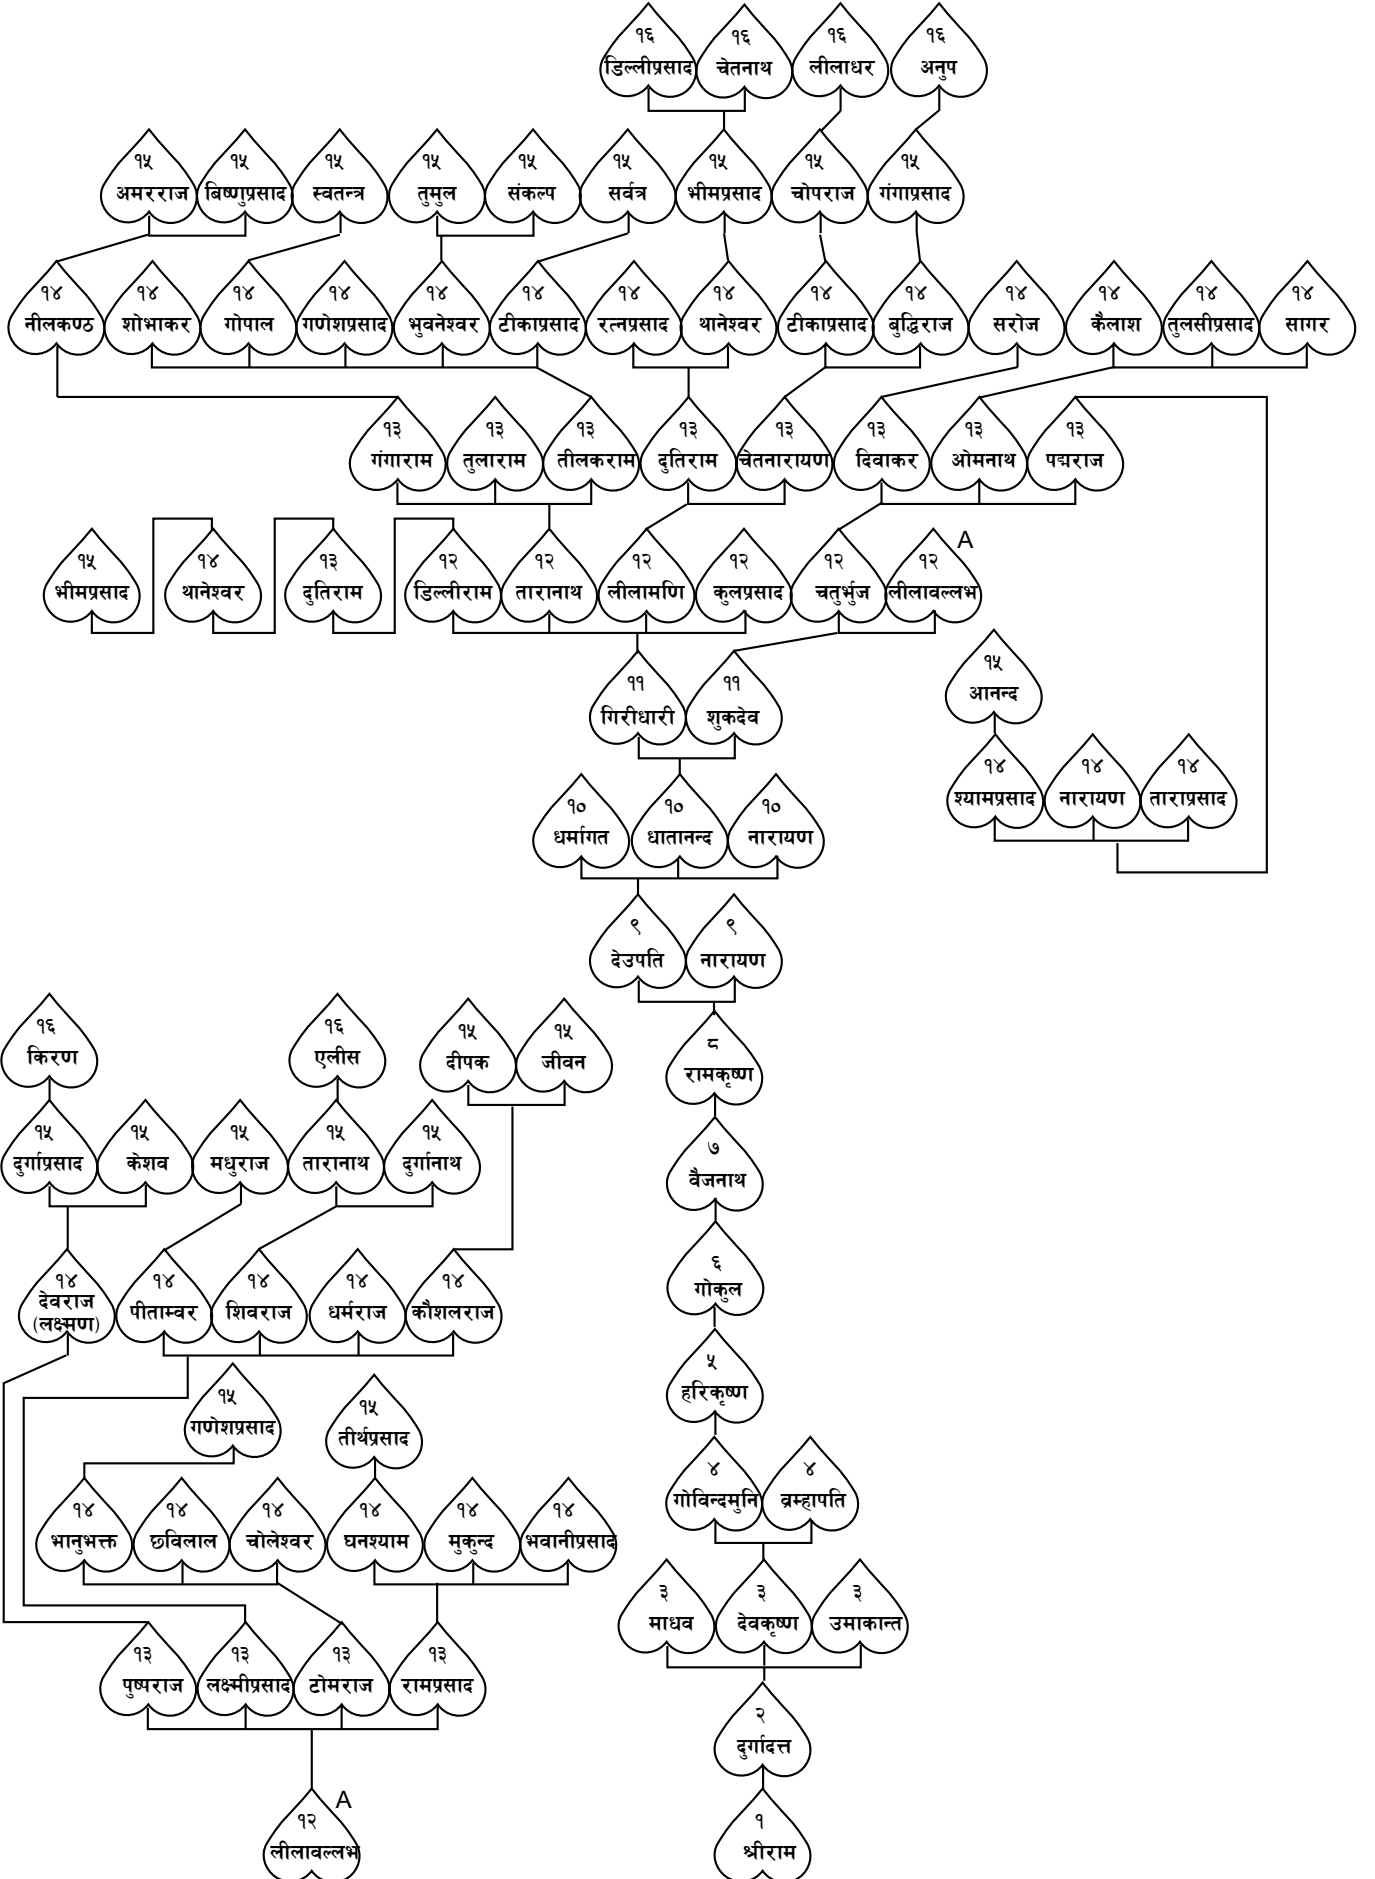 १६ १६ १६ १६
डिल्लीप्रसाद चेतनाथ लीलाधर अनुप
१५ १५ १५ १५ १५ १५ १५ १५ १५
अमरराज बिष्णुप्रसाद स्वतन्त्र तुमुल संकल्प सर्वत्र भीमप्रसाद चोपराज गंगाप्रसाद
१४ १४ १४ १४ १४ १४ १४ १४ १४ १४ १४ १४ १४ १४
नीलकण्ठ शोभाकर गोपाल गणेशप्रसाद भुवनेश्वर टीकाप्रसाद रत्नप्रसाद थानेश्वर टीकाप्रसाद बुद्धिराज सरोज कैलाश तुलसीप्रसाद सागर
१३ १३ १३ १३ १३ १३ १३ १३
गंगाराम तुलाराम तीलकराम दुतिराम चेतनारायण दिवाकर ओमनाथ पद्मराज
A
१५ १४ १३ १२ १२ १२ १२ १२ १२
भीमप्रसाद थानेश्वर दुतिराम डिल्लीराम तारानाथ लीलामणि कुलप्रसाद चतुर्भुज लीलावल्लभ
१५
आनन्द
११ ११
गिरीधारी शुकदेव
१४ १४ १४
श्यामप्रसाद नारायण ताराप्रसाद
१० १० १०
धर्मागत धातानन्द नारायण
९ ९
देउपति नारायण
१६ १६ १५ १५
किरण एलीस दीपक जीवन
८
रामकृष्ण
१५ १५ १५ १५ १५
दुर्गाप्रसाद केशव मधुराज तारानाथ दुर्गानाथ
७
वैजनाथ
६
गोकुल
१४ १४ १४ १४ १४
देवराज
(लक्ष्मण) पीताम्वर शिवराज धर्मराज कौशलराज
५
हरिकृष्ण
१५ १५
गणेशप्रसाद तीर्थप्रसाद
४ ४
गोविन्दमुनि व्रम्हापति
१४ १४ १४ १४ १४ १४
भानुभक्त छविलाल चोलेश्वर घनश्याम मुकुन्द भवानीप्रसाद
३ ३ ३
माधव देवकृष्ण उमाकान्त
१३ १३ १३ १३
पुष्पराज लक्ष्मीप्रसाद टोमराज रामप्रसाद
२
दुर्गादत्त
A
१२
लीलावल्लभ
१
श्रीराम